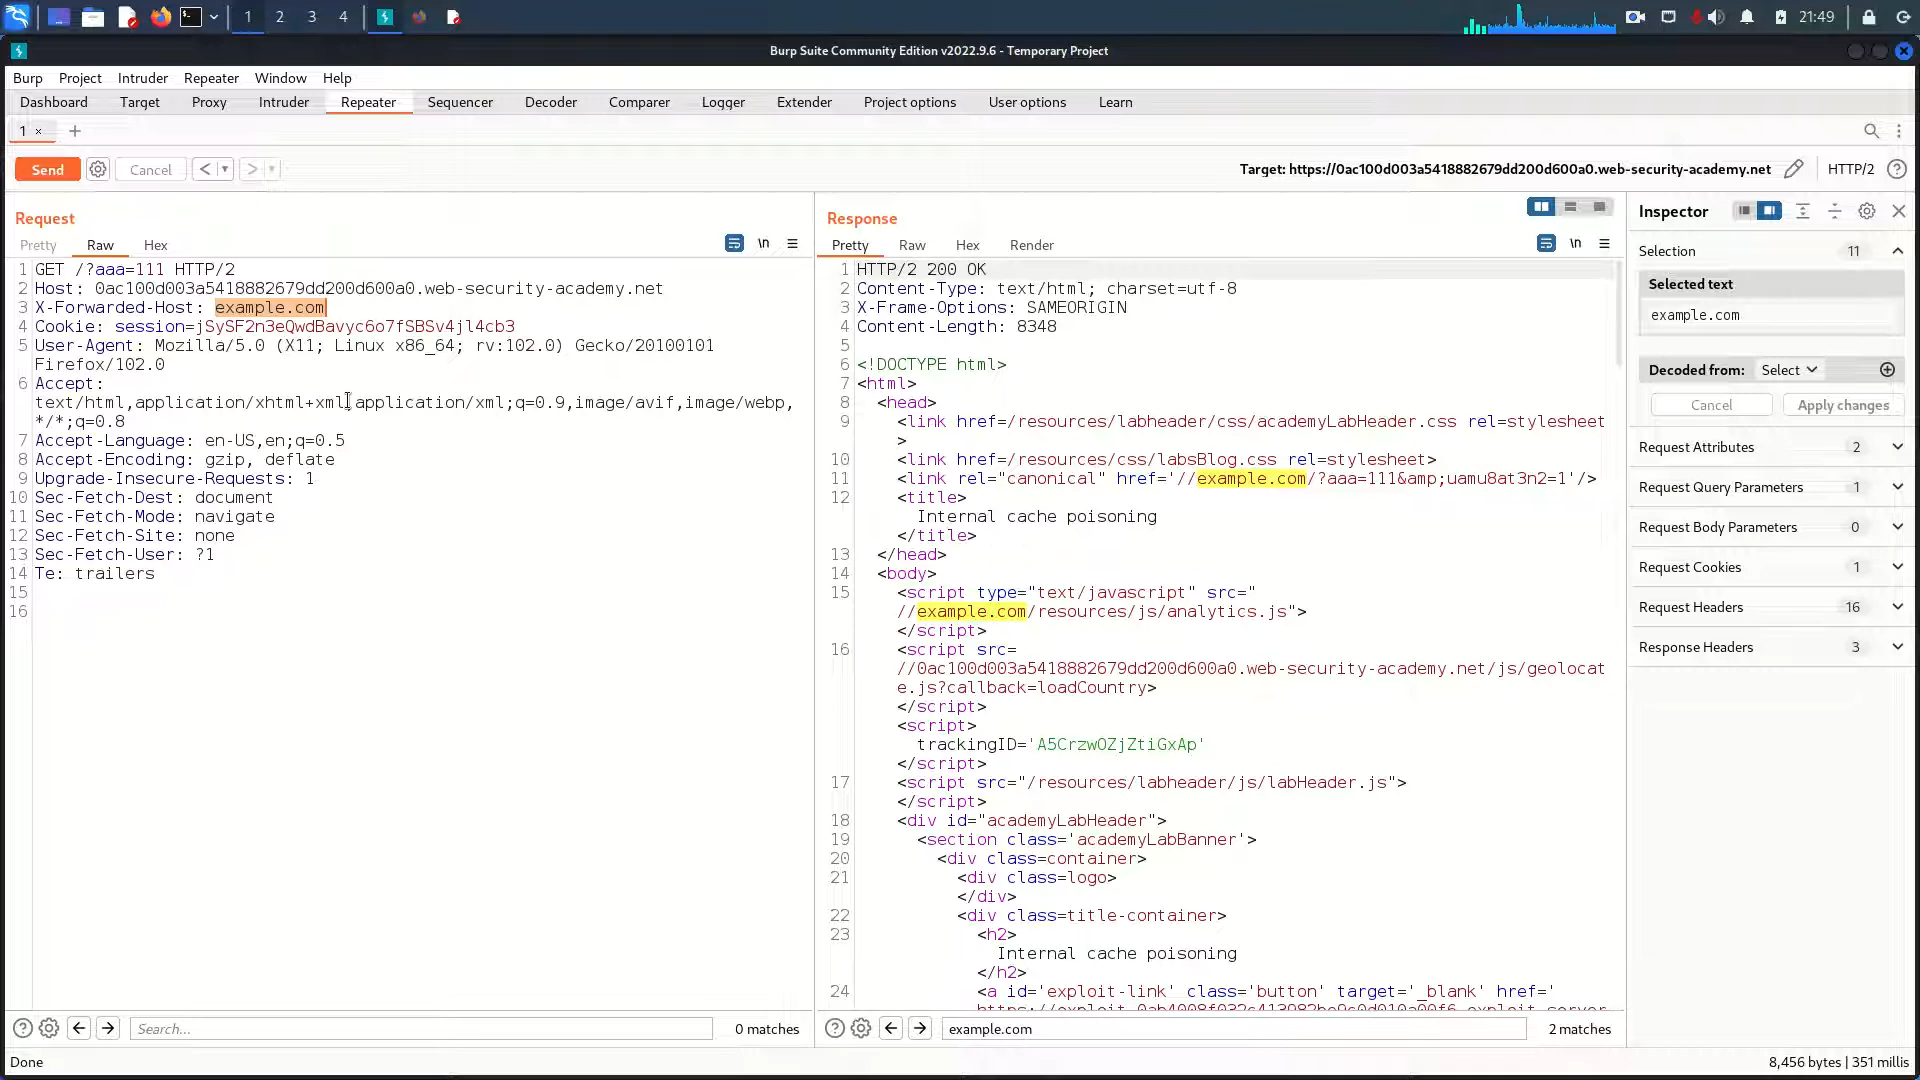 1 2 3 4 21:49
Burp Suite Community Edition v2022.9.6 - Temporary Project
Burp Project Intruder Repeater Window Help
Dashboard Target Proxy Intruder Repeater Sequencer Decoder Comparer Logger Extender Project options User options Learn
1 × +
Send Cancel < > Target: https://0ac100d003a5418882679dd200d600a0.web-security-academy.net HTTP/2
Request
Pretty Raw Hex \n
1 GET /?aaa=111 HTTP/2
2 Host: 0ac100d003a5418882679dd200d600a0.web-security-academy.net
3 X-Forwarded-Host: example.com
4 Cookie: session=jSySF2n3eQwdBavyc6o7fSBSv4jl4cb3
5 User-Agent: Mozilla/5.0 (X11; Linux x86_64; rv:102.0) Gecko/20100101
Firefox/102.0
6 Accept:
text/html,application/xhtml+xml,application/xml;q=0.9,image/avif,image/webp,
*/*;q=0.8
7 Accept-Language: en-US,en;q=0.5
8 Accept-Encoding: gzip, deflate
9 Upgrade-Insecure-Requests: 1
10 Sec-Fetch-Dest: document
11 Sec-Fetch-Mode: navigate
12 Sec-Fetch-Site: none
13 Sec-Fetch-User: ?1
14 Te: trailers
15
16
Search... 0 matches
Response
Pretty Raw Hex Render \n
1 HTTP/2 200 OK
2 Content-Type: text/html; charset=utf-8
3 X-Frame-Options: SAMEORIGIN
4 Content-Length: 8348
5
6 <!DOCTYPE html>
7 <html>
8 <head>
9 <link href=/resources/labheader/css/academyLabHeader.css rel=stylesheet
>
10 <link href=/resources/css/labsBlog.css rel=stylesheet>
11 <link rel="canonical" href='//example.com/?aaa=111&amp;uamu8at3n2=1'/>
12 <title>
Internal cache poisoning
</title>
13 </head>
14 <body>
15 <script type="text/javascript" src="
//example.com/resources/js/analytics.js">
</script>
16 <script src=
//0ac100d003a5418882679dd200d600a0.web-security-academy.net/js/geolocat
e.js?callback=loadCountry>
</script>
<script>
trackingID='A5CrzwOZjZtiGxAp'
</script>
17 <script src="/resources/labheader/js/labHeader.js">
</script>
18 <div id="academyLabHeader">
19 <section class='academyLabBanner'>
20 <div class=container>
21 <div class=logo>
</div>
22 <div class=title-container>
23 <h2>
Internal cache poisoning
</h2>
24 <a id='exploit-link' class='button' target='_blank' href='
example.com 2 matches
Inspector
Selection 11
Selected text
example.com
Decoded from: Select
Cancel Apply changes
Request Attributes 2
Request Query Parameters 1
Request Body Parameters 0
Request Cookies 1
Request Headers 16
Response Headers 3
Done 8,456 bytes | 351 millis